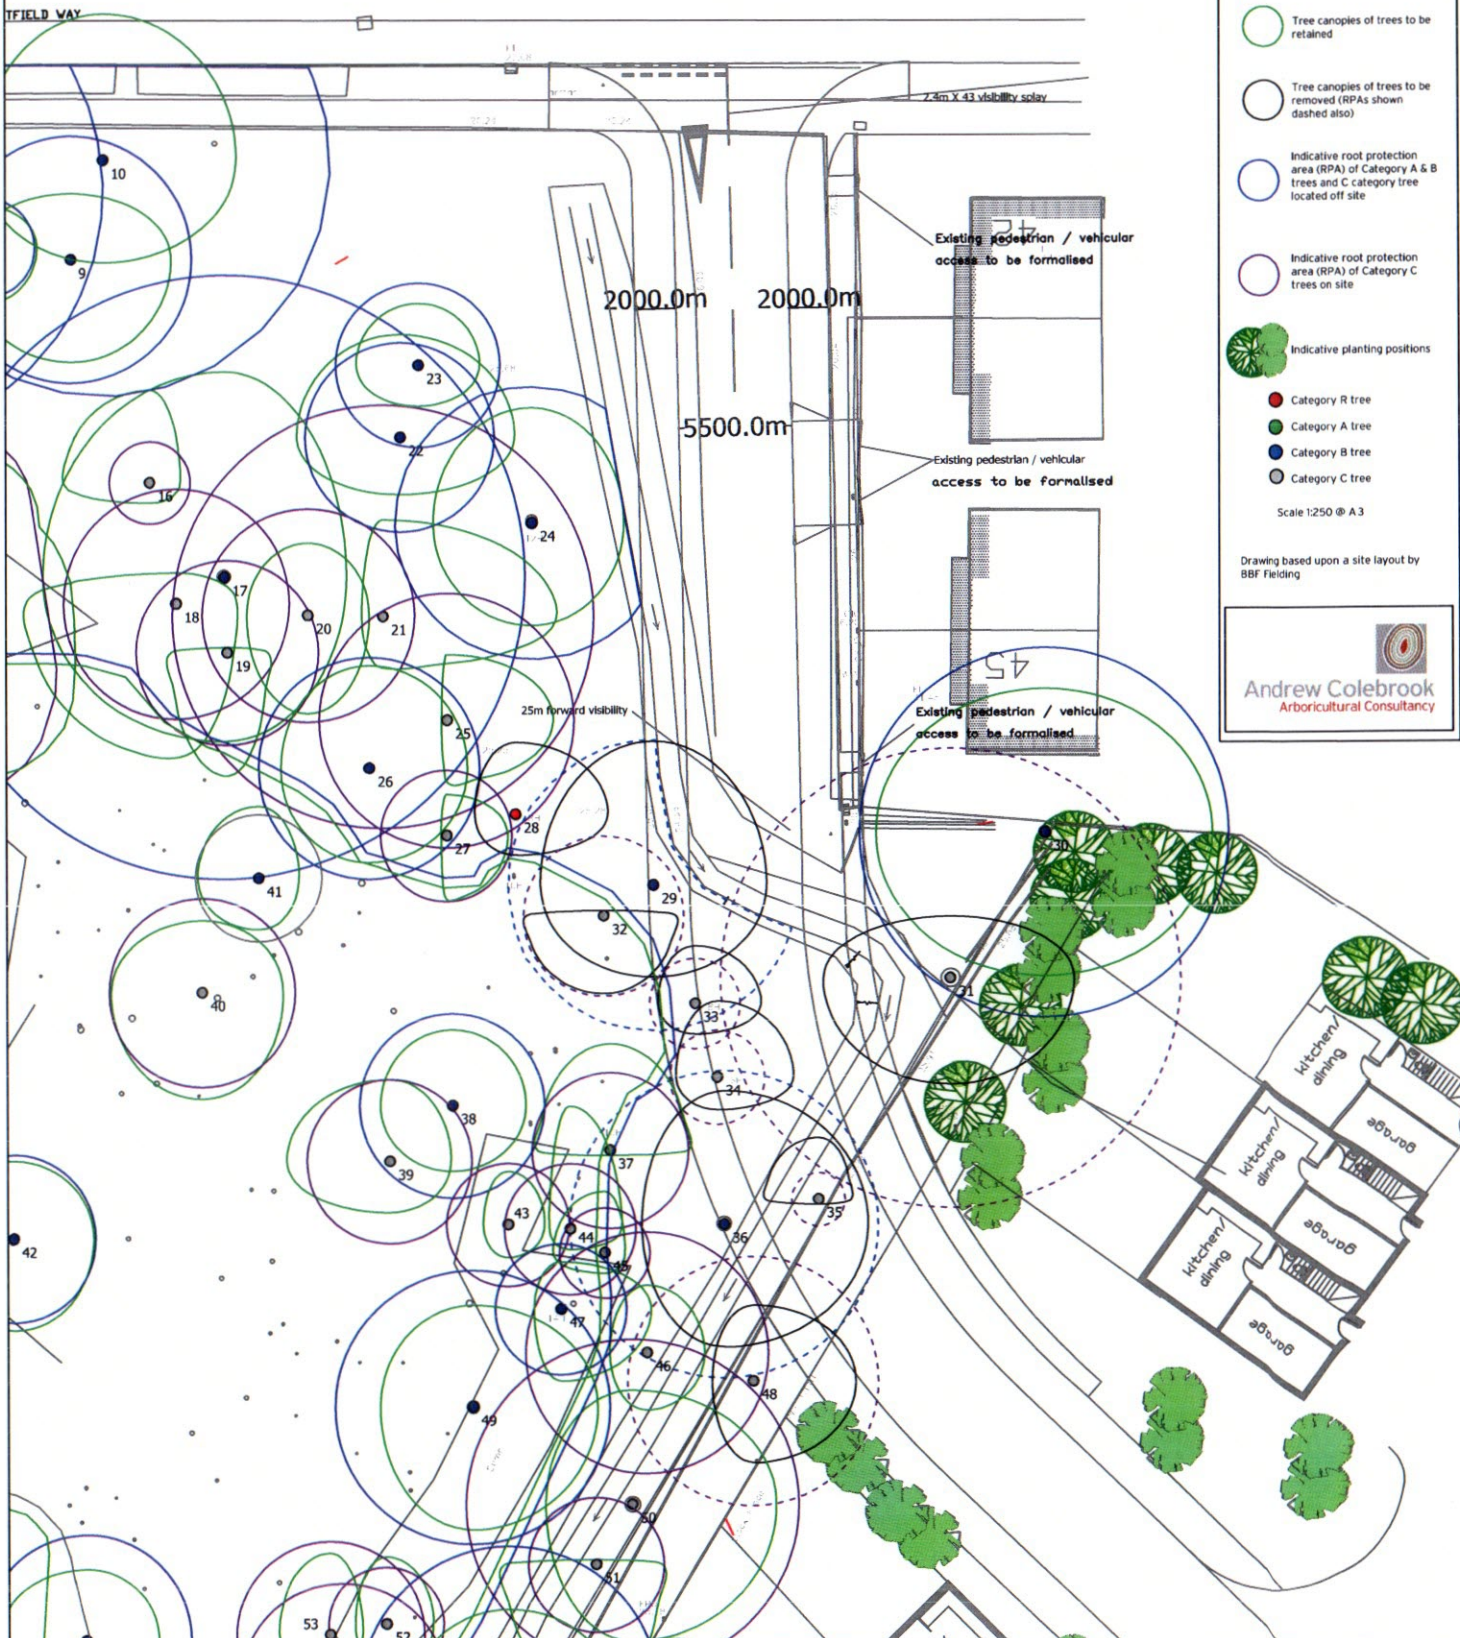 TFIELD WAY
2.4m X 43 visibility splay
10
9
Existing pedestrian / vehicular
access to be formalised
42
2000.0m
2000.0m
23
22
5500.0m
Existing pedestrian / vehicular
access to be formalised
16
24
17
18
20
21
19
45
25m forward visibility
Existing pedestrian / vehicular
access to be formalised
25
26
28
27
30
41
29
32
31
40
33
34
38
39
37
43
35
44
36
42
45
47
46
48
49
50
51
53
52
kitchen/
dining
garage
kitchen/
dining
garage
kitchen/
dining
garage
Tree canopies of trees to be
retained
Tree canopies of trees to be
removed (RPAs shown
dashed also)
Indicative root protection
area (RPA) of Category A & B
trees and C category tree
located off site
Indicative root protection
area (RPA) of Category C
trees on site
Indicative planting positions
Category R tree
Category A tree
Category B tree
Category C tree
Scale 1:250 @ A3
Drawing based upon a site layout by
BBF Fielding
Andrew Colebrook
Arboricultural Consultancy